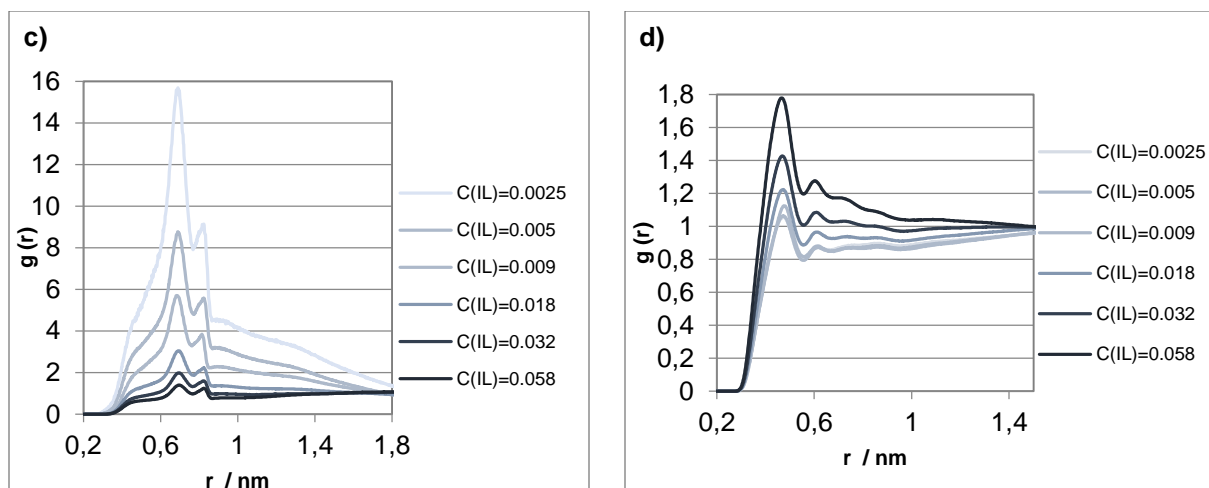 c)
16
14
12
10
8
6
4
2
0
g (r)
0,2 0,6 1 1,4 1,8
r / nm
C(IL)=0.0025
C(IL)=0.005
C(IL)=0.009
C(IL)=0.018
C(IL)=0.032
C(IL)=0.058
d)
1,8
1,6
1,4
1,2
1
0,8
0,6
0,4
0,2
0
g (r)
0,2 0,6 1 1,4
r / nm
C(IL)=0.0025
C(IL)=0.005
C(IL)=0.009
C(IL)=0.018
C(IL)=0.032
C(IL)=0.058